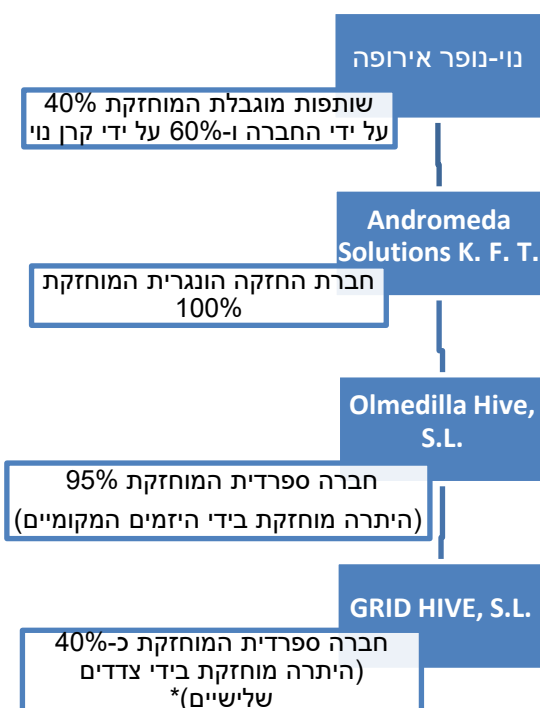 נוי-נופר אירופה
שותפות מוגבלת המוחזקת 40%
על ידי החברה ו-60% על ידי קרן נוי
Andromeda
Solutions K. F. T.
חברת החזקה הונגרית המוחזקת
100%
Olmedilla Hive,
S.L.
חברה ספרדית המוחזקת 95%
(היתרה מוחזקת בידי היזמים המקומיים)
GRID HIVE, S.L.
חברה ספרדית המוחזקת כ-40%
(היתרה מוחזקת בידי צדדים
שלישיים)*